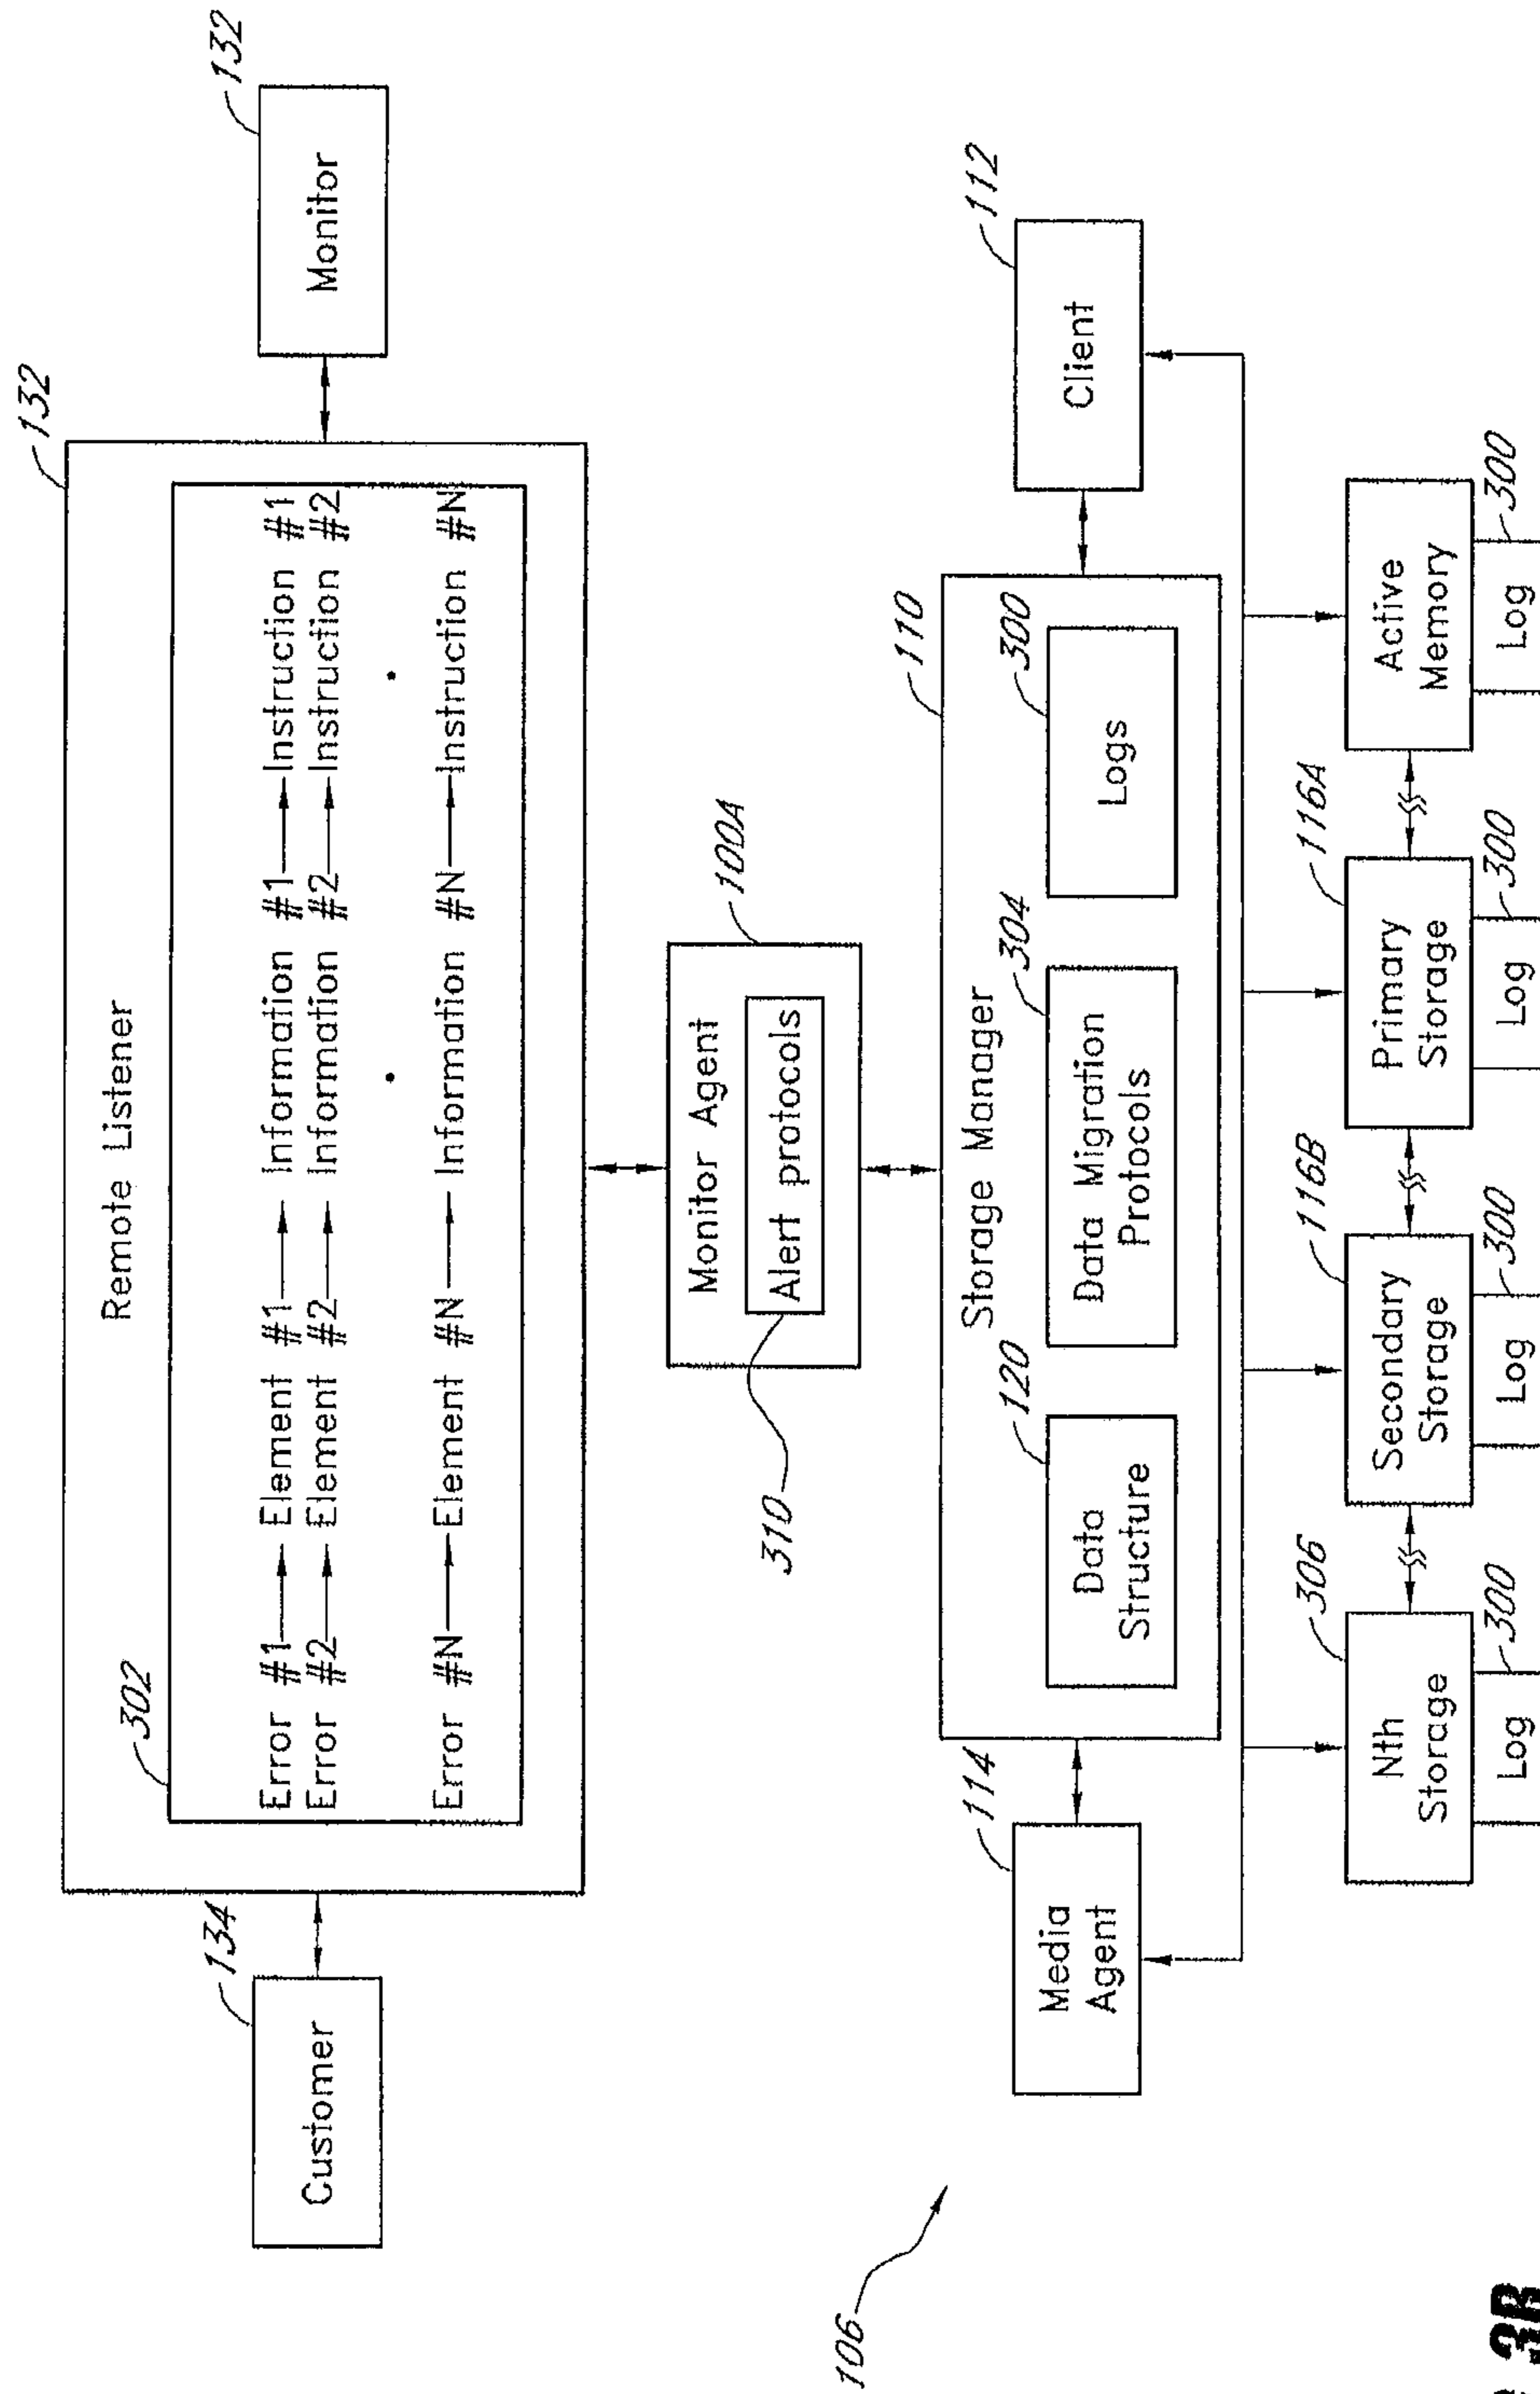 132
Remote Listener
302
Error #1 Element #1 Information #1 Instruction #1
Error #2 Element #2 Information #2 Instruction #2
Error #N Element #N Information #N Instruction #N
134
Customer
132
Monitor
100A
Monitor Agent
Alert protocols
310
106
110
Storage Manager
120
Data
Structure
304
Data Migration
Protocols
300
Logs
114
Media
Agent
112
Client
306
Nth
Storage
300
Log
116B
Secondary
Storage
300
Log
116A
Primary
Storage
300
Log
Active
Memory
300
Log
3B